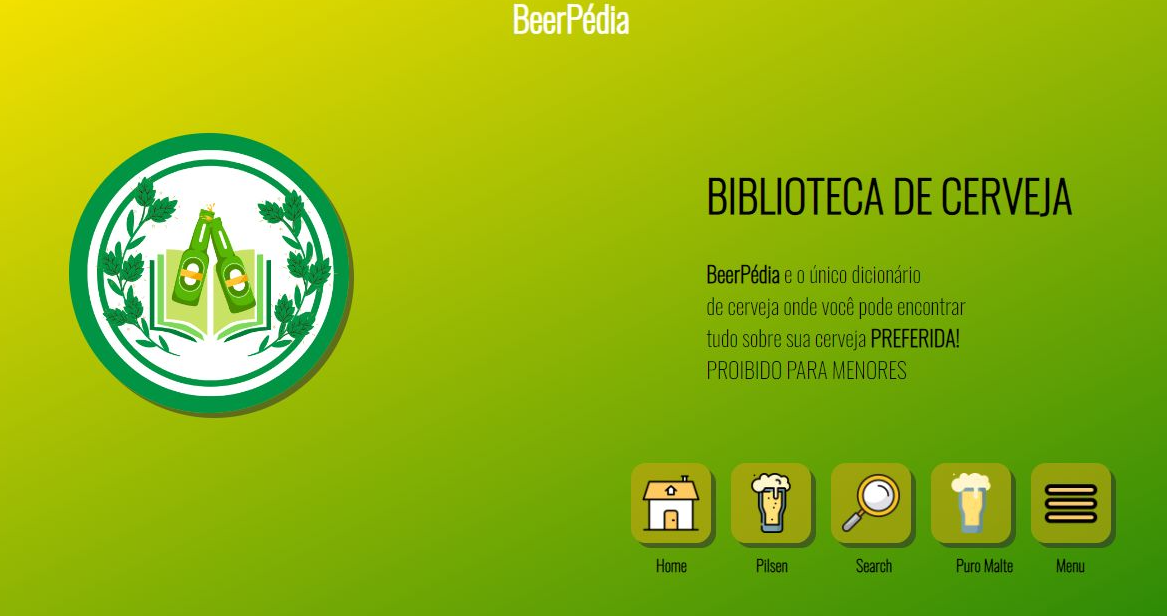 BeerPédia
BIBLIOTECA DE CERVEJA
BeerPédia e o único dicionário
de cerveja onde você pode encontrar
tudo sobre sua cerveja PREFERIDA!
PROIBIDO PARA MENORES
Home
Pilsen
Search
Puro Malte
Menu